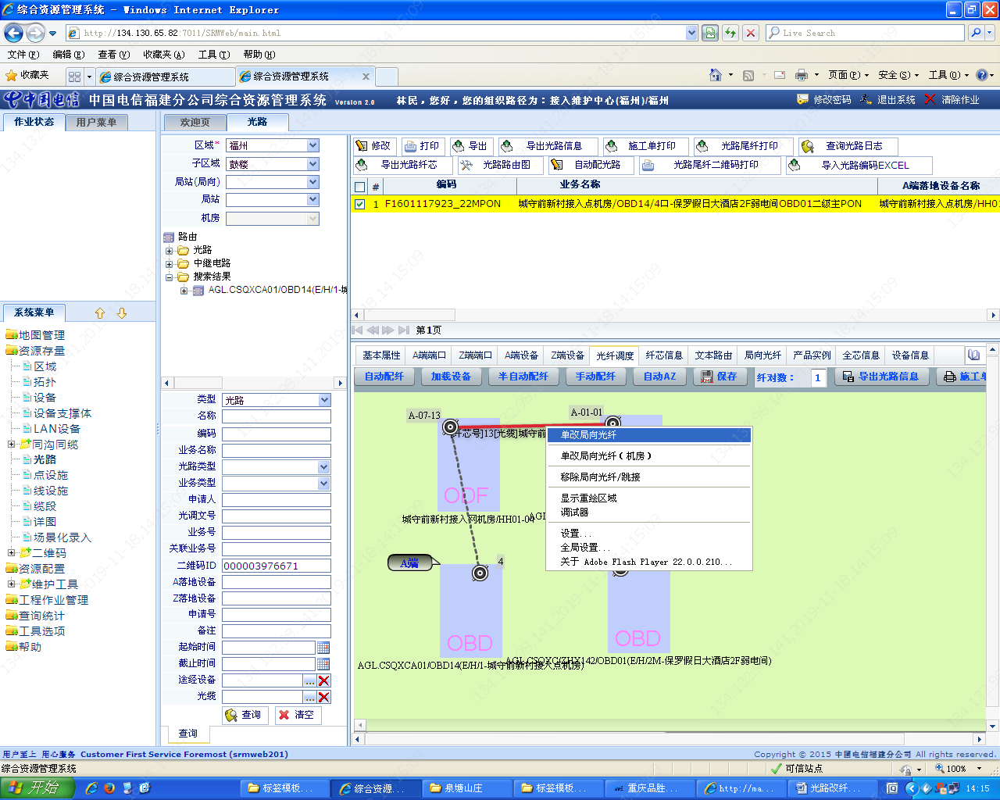 综合资源管理系统 - Windows Internet Explorer
http://134.130.65.82:7011/SRMWeb/main.html
Live Search
文件(F) 编辑(E) 查看(V) 收藏夹(A) 工具(T) 帮助(H)
收藏夹 综合资源管理系统 综合资源管理系统 页面(P) 安全(S) 工具(O)
中国电信 中国电信福建分公司综合资源管理系统 Version 2.0 林民，您好，您的组织路径为：接入维护中心(福州)/福州 修改密码 退出系统 清除作业
作业状态 用户菜单 欢迎页 光路
系统菜单
地图管理
资源存量
区域
拓扑
设备
设备支撑体
LAN设备
同沟同缆
光路
点设施
线设施
缆段
详图
场景化录入
二维码
资源配置
维护工具
工程作业管理
查询统计
工具选项
帮助
区域* 福州
子区域 鼓楼
局站(局向)
局站
机房
路由
光路
中继电路
搜索结果
AGL.CSQXCA01/OBD14(E/H/1-城
类型 光路
名称
编码
业务名称
光路类型
业务类型
申请人
光调文号
业务号
关联业务号
二维码ID 000003976671
A落地设备
Z落地设备
申请号
备注
起始时间
截止时间
途经设备 ...
光缆 ...
查询 清空
查询
修改 打印 导出 导出光路信息 施工单打印 光路尾纤打印 查询光路日志
导出光路纤芯 光路路由图 自动配光路 光路尾纤二维码打印 导入光路编码EXCEL
# 编码 业务名称 A端落地设备名称
1 F1601117923_22MPON 城守前新村接入点机房/OBD14/4口-保罗假日大酒店2F弱电间OBD01二级主PON 城守前新村接入点机房/HH01
第1页
基本属性 A端端口 Z端端口 A端设备 Z端设备 光纤调度 纤芯信息 文本路由 局向光纤 产品实例 全芯信息 设备信息
自动配纤 加载设备 半自动配纤 手动配纤 自动AZ 保存 纤对数： 1 导出光路信息 施工单
A-07-13 A-01-01
纤芯号]13[光缆]城守前
ODF
城守前新村接入网机房/HH01-04
AGL
A端
4
OBD
OBD
AGL.CSQXCA01/OBD14(E/H/1-城守前新村接入点机房)
AGL.CSQXC/ZHX142/OBD01(E/H/2M-保罗假日大酒店2F弱电间)
单改局向光纤
单改局向光纤(机房)
移除局向光纤/跳接
显示重绘区域
调试器
设置...
全局设置...
关于 Adobe Flash Player 22.0.0.210...
用户至上 用心服务 Customer First Service Foremost (srmweb201) Copyright © 2015 中国电信福建分公司 All rights reserved.
综合资源管理系统 可信站点 100%
开始 标签模板... 综合资源... 泉塘山庄 标签模板... 重庆品胜... http://ma... 光路改纤... 14:15